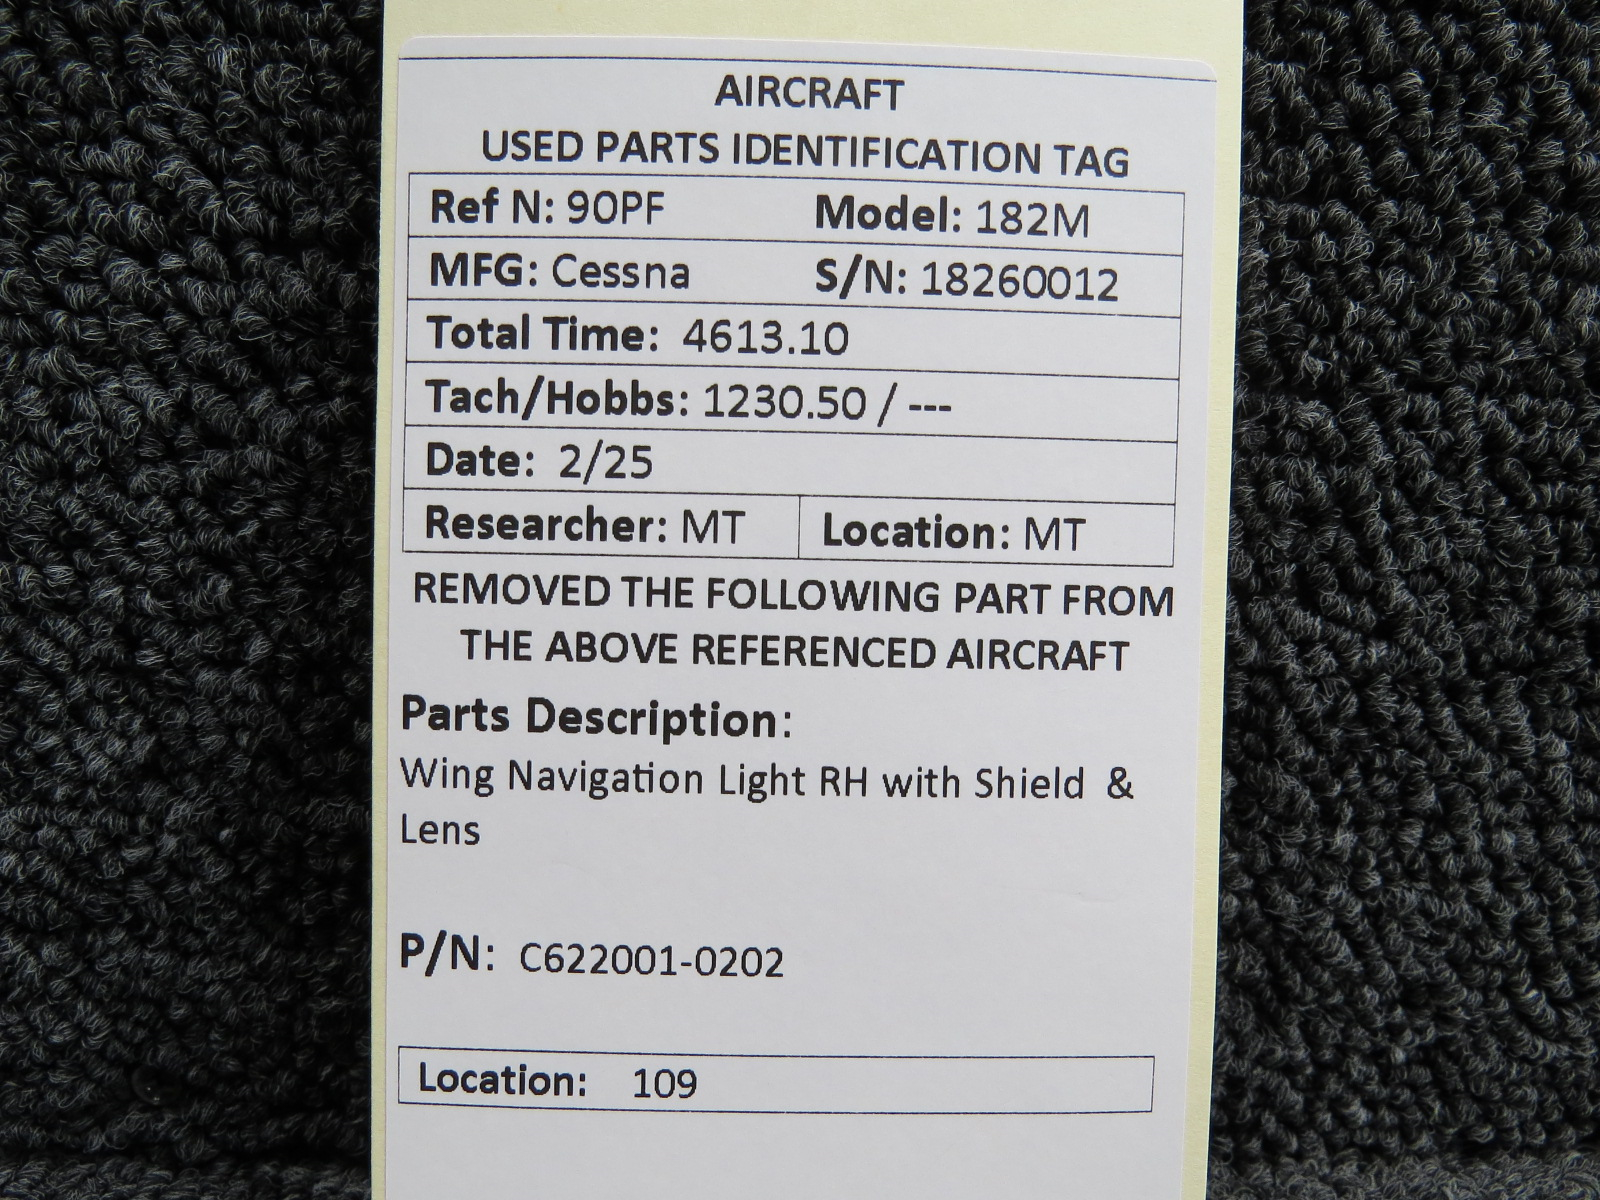 AIRCRAFT
USED PARTS IDENTIFICATION TAG
Ref N: 90PF Model: 182M
MFG: Cessna S/N: 18260012
Total Time: 4613.10
Tach/Hobbs: 1230.50 / ---
Date: 2/25
Researcher: MT Location: MT
REMOVED THE FOLLOWING PART FROM
THE ABOVE REFERENCED AIRCRAFT
Parts Description:
Wing Navigation Light RH with Shield &
Lens
P/N: C622001-0202
Location: 109